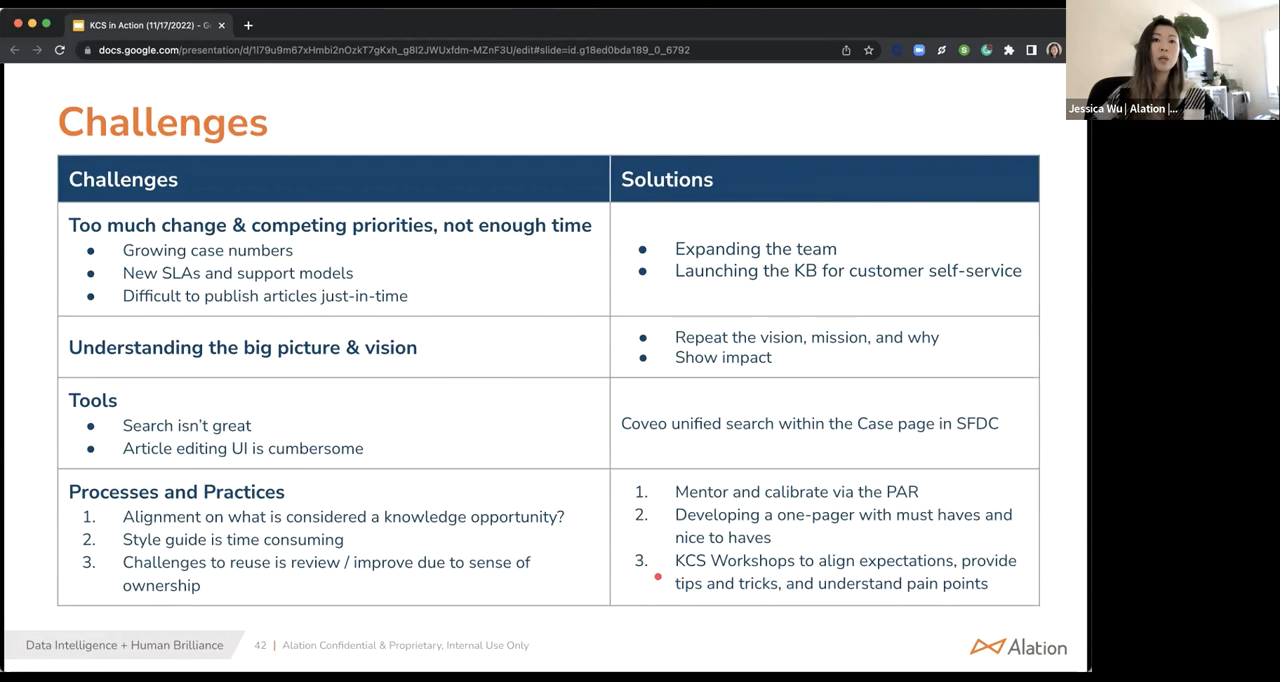 KCS in Action (11/17/2022) - G
docs.google.com/presentation/d/1l79u9m67xHmbi2nOzkT7gKxh_g8I2JWUxfdm-MZnF3U/edit#slide=id.g18ed0bda189_0_6792
Jessica Wu | Alation |...
Challenges
Challenges
Solutions
Too much change & competing priorities, not enough time
● Growing case numbers
● New SLAs and support models
● Difficult to publish articles just-in-time
● Expanding the team
● Launching the KB for customer self-service
Understanding the big picture & vision
● Repeat the vision, mission, and why
● Show impact
Tools
● Search isn't great
● Article editing UI is cumbersome
Coveo unified search within the Case page in SFDC
Processes and Practices
1. Alignment on what is considered a knowledge opportunity?
2. Style guide is time consuming
3. Challenges to reuse is review / improve due to sense of
ownership
1. Mentor and calibrate via the PAR
2. Developing a one-pager with must haves and
nice to haves
3. KCS Workshops to align expectations, provide
tips and tricks, and understand pain points
Data Intelligence + Human Brilliance
42 | Alation Confidential & Proprietary, Internal Use Only
Alation